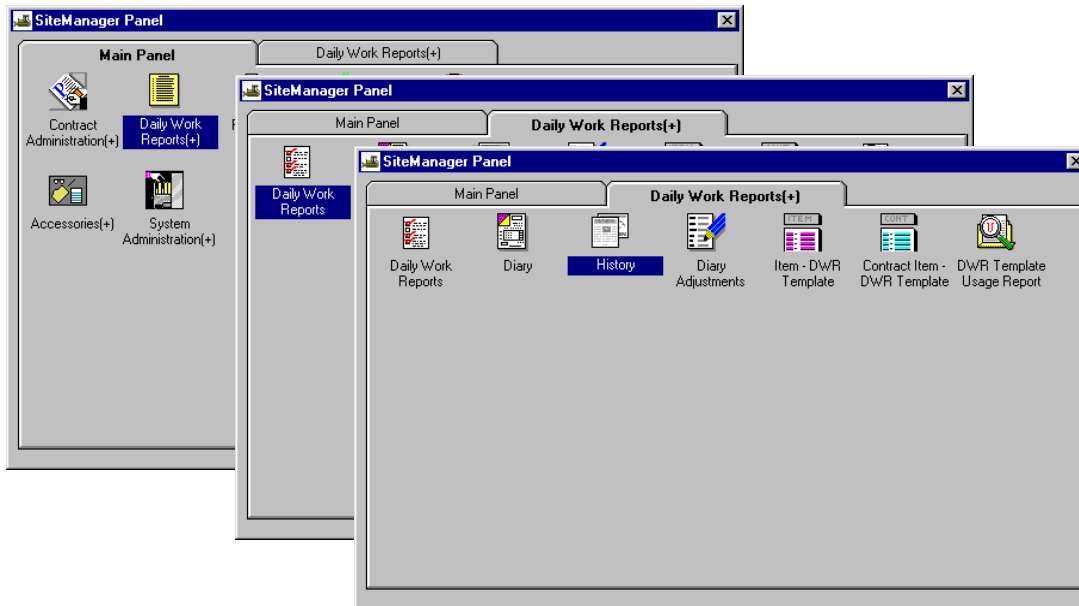 SiteManager Panel
Main Panel
Daily Work Reports(+)
Contract
Administration(+)
Daily Work
Reports(+)
Accessories(+)
System
Administration(+)
SiteManager Panel
Main Panel
Daily Work Reports(+)
Daily Work
Reports
SiteManager Panel
Main Panel
Daily Work Reports(+)
Daily Work
Reports
Diary
History
Diary
Adjustments
ITEM
Item - DWR
Template
CONT
Contract Item -
DWR Template
U
DWR Template
Usage Report